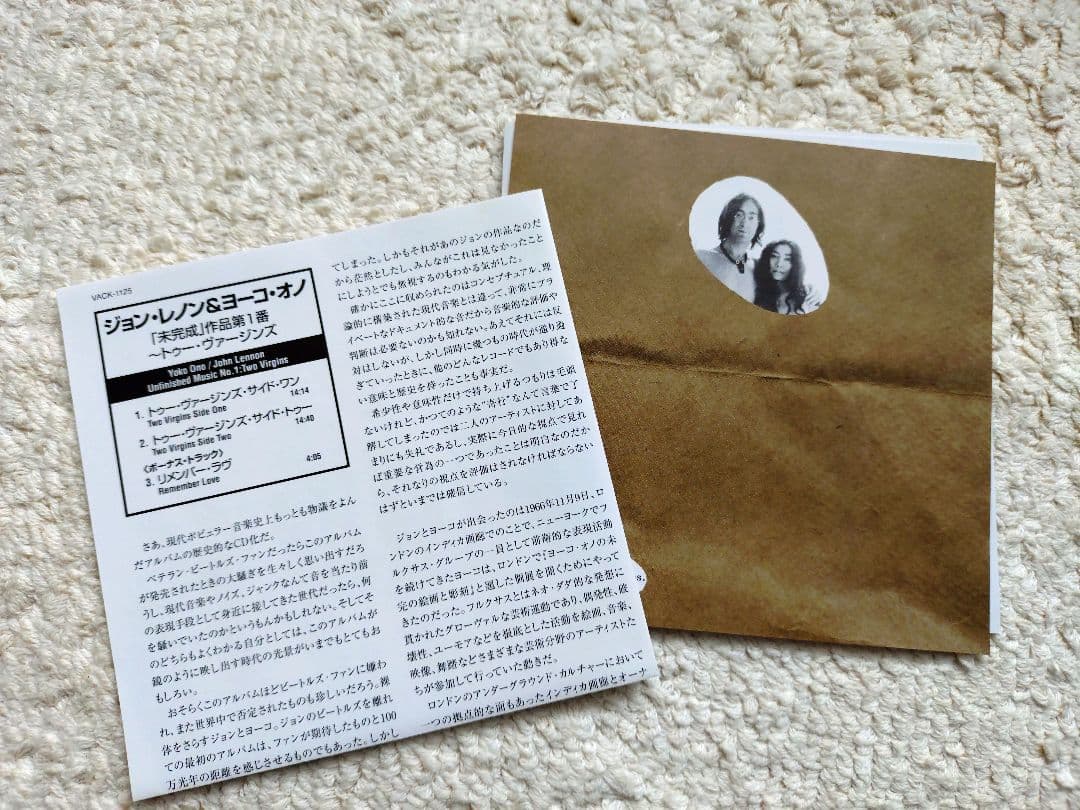 VACK-1125
ジョン・レノン&ヨーコ・オノ
「未完成」作品第1番
〜トゥー・ヴァージンズ
Yoko Ono / John Lennon
Unfinished Music No.1:Two Virgins
1. トゥー・ヴァージンズ・サイド・ワン
Two Virgins Side One 14:14
2. トゥー・ヴァージンズ・サイド・トゥー
Two Virgins Side Two 14:40
〈ボーナス・トラック〉
3. リメンバー・ラヴ 4:05
Remember Love
さあ、現代ポピュラー音楽史上もっとも物議をよん
だアルバムの歴史的なCD化だ。
ベテラン・ビートルズ・ファンだったらこのアルバム
が発売されたときの大騒ぎを生々しく思い出すだろ
うし、現代音楽やノイズ、ジャンクなんて音を当たり前
の表現手段として身近に接してきた世代だったら、何
を騒いでいたのかというもんかもしれない。そしてそ
のどちらもよくわかる自分としては、このアルバムが
鏡のように映し出す時代の光景がいまでもとてもお
もしろい。
おそらくこのアルバムほどビートルズ・ファンに嫌わ
れ、また世界中で否定されたものも珍しいだろう。裸
体をさらすジョンとヨーコ。ジョンのビートルズを離れ
ての最初のアルバムは、ファンが期待したものと100
万光年の距離を感じさせるものでもあった。しかし
てしまった。しかもそれがあのジョンの作品なのだ
から茫然としたし、みんながこれは見なかったこと
にしようとでも黙視するのもわかる気がした。
確かにここに収められたのはコンセプチュアル、理
論的に構築された現代音楽とは違って、非常にプラ
イベートなドキュメント的な音だから音楽的な評価や
判断は必要ないのかも知れない。あえてそれには反
対はしないが、しかし同時に幾つもの時代が通り過
ぎていったときに、他のどんなレコードでもあり得な
い意味と歴史を持ったことも事実だ。
希少性や意味性だけで持ち上げるつもりは毛頭
ないけれど、かつてのような“奇行”なんて言葉で了
解してしまったのでは二人のアーティストに対してあ
まりにも失礼であるし、実際に今日的な視点で見れ
ば重要な営為の一つであったことは明白なのだか
ら、それなりの視点を評価はされなければならない
はずといまでは確信している。
ジョンとヨーコが出会ったのは1966年11月9日、ロ
ンドンのインディカ画廊でのことで、ニューヨークでフ
ルクサス・グループの一員として前衛的な表現活動
を続けてきたヨーコは、ロンドンで『ヨーコ・オノの未
完の絵画と彫刻』と題した個展を開くためにやって
きたのだった。フルクサスとはネオ・ダダ的な発想に
貫かれたグローヴァルな芸術運動であり、偶発性、破
壊性、ユーモアなどを根底とした活動を絵画、音楽、
映像、舞踏などさまざまな芸術分野のアーティストた
ちが参加して行っていた動きだ。
ロンドンのアンダーグラウンド・カルチャーにおいて
一つの拠点的な面もあったインディカ画廊とオーナ
s.